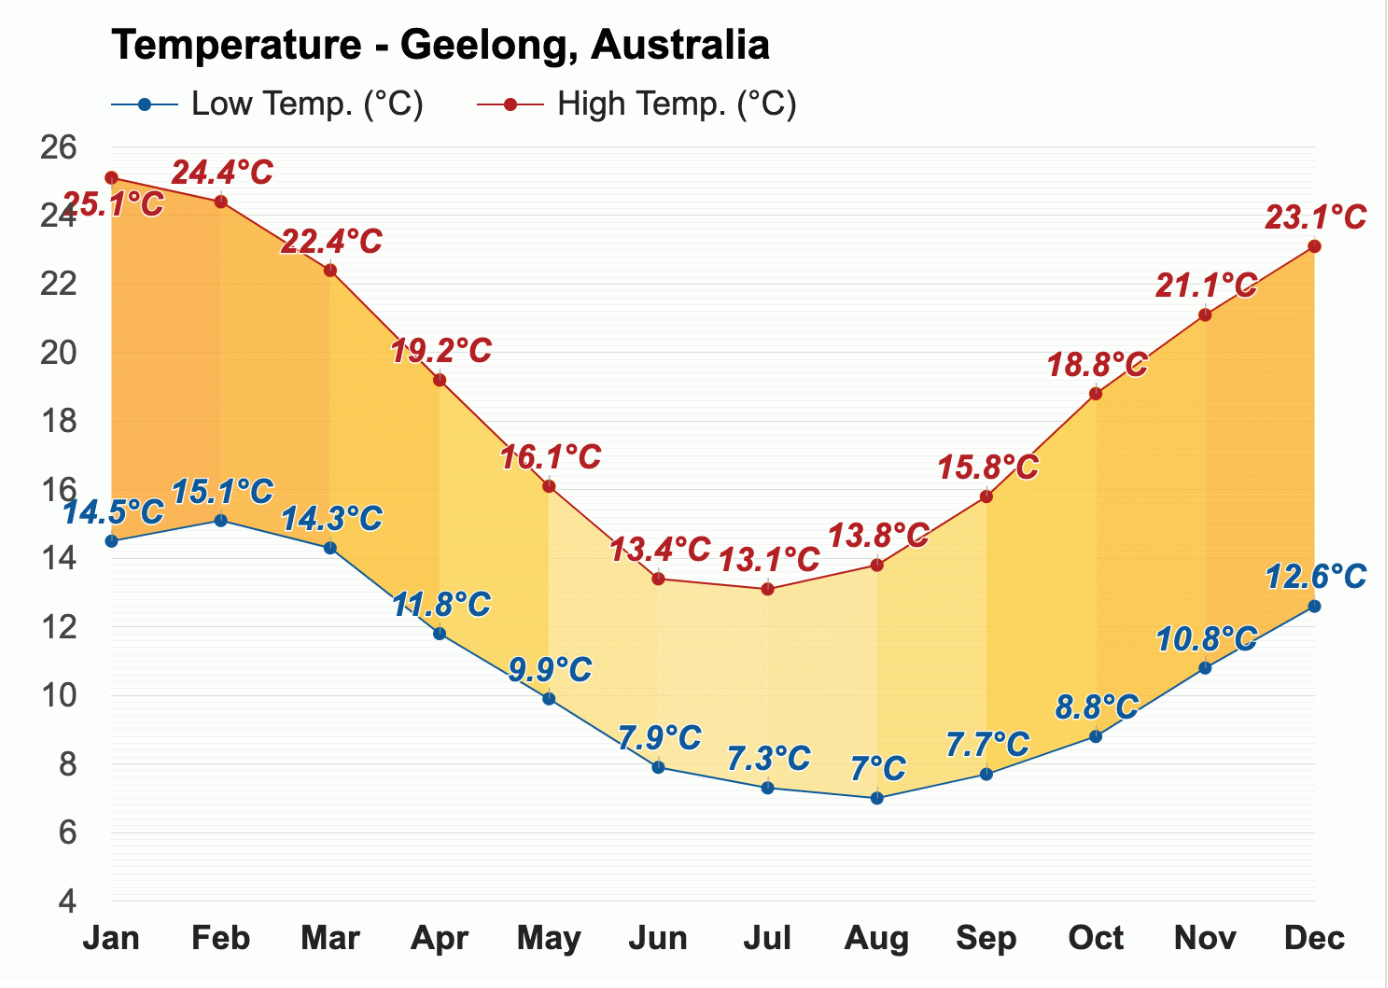 Temperature - Geelong, Australia
Low Temp. (°C) High Temp. (°C)
26
24
22
20
18
16
14
12
10
8
6
4
25.1°C 24.4°C 22.4°C 19.2°C 16.1°C 13.4°C 13.1°C 13.8°C 15.8°C 18.8°C 21.1°C 23.1°C
14.5°C 15.1°C 14.3°C 11.8°C 9.9°C 7.9°C 7.3°C 7°C 7.7°C 8.8°C 10.8°C 12.6°C
Jan Feb Mar Apr May Jun Jul Aug Sep Oct Nov Dec